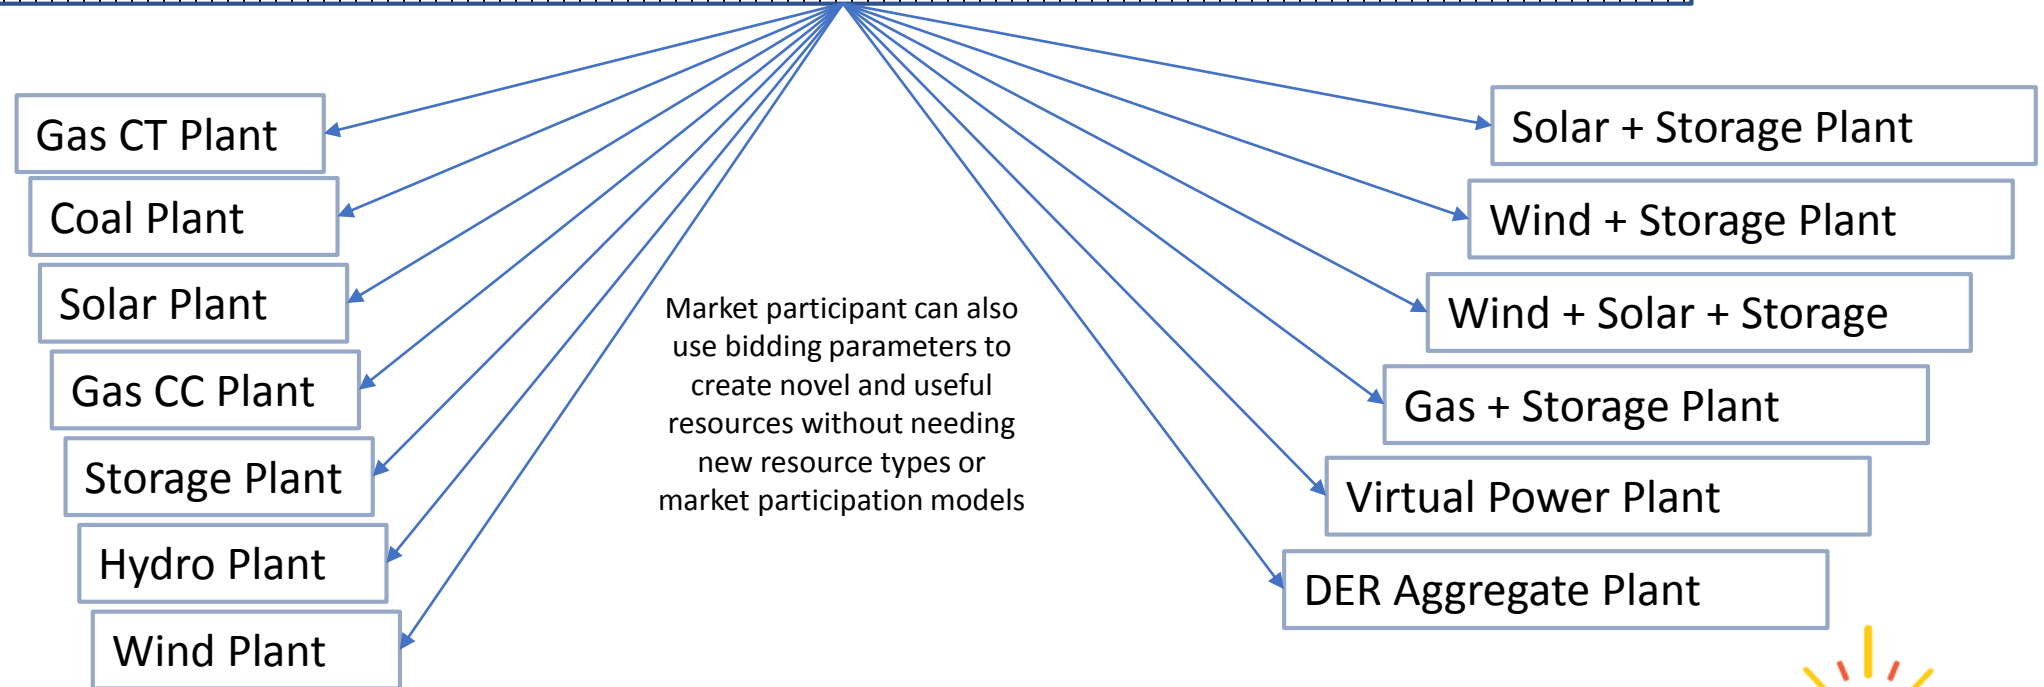 Gas CT Plant
Coal Plant
Solar Plant
Gas CC Plant
Storage Plant
Hydro Plant
Wind Plant
Market participant can also
use bidding parameters to
create novel and useful
resources without needing
new resource types or
market participation models
Solar + Storage Plant
Wind + Storage Plant
Wind + Solar + Storage
Gas + Storage Plant
Virtual Power Plant
DER Aggregate Plant